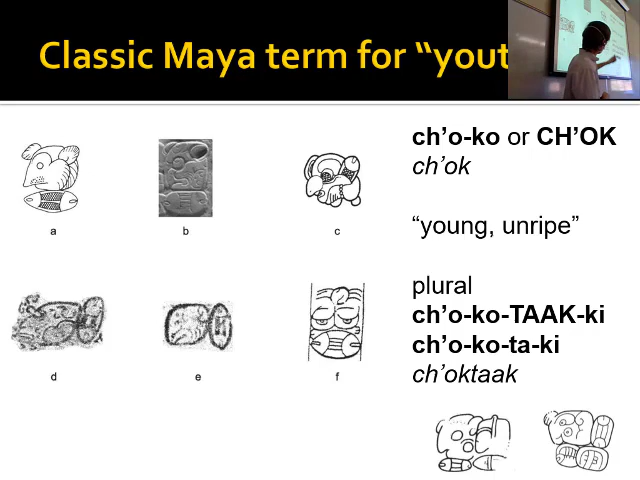 Classic Maya term for “yout
ch’o-ko or CH’OK
ch’ok
“young, unripe”
plural
ch’o-ko-TAAK-ki
ch’o-ko-ta-ki
ch’oktaak
a
b
c
d
e
f